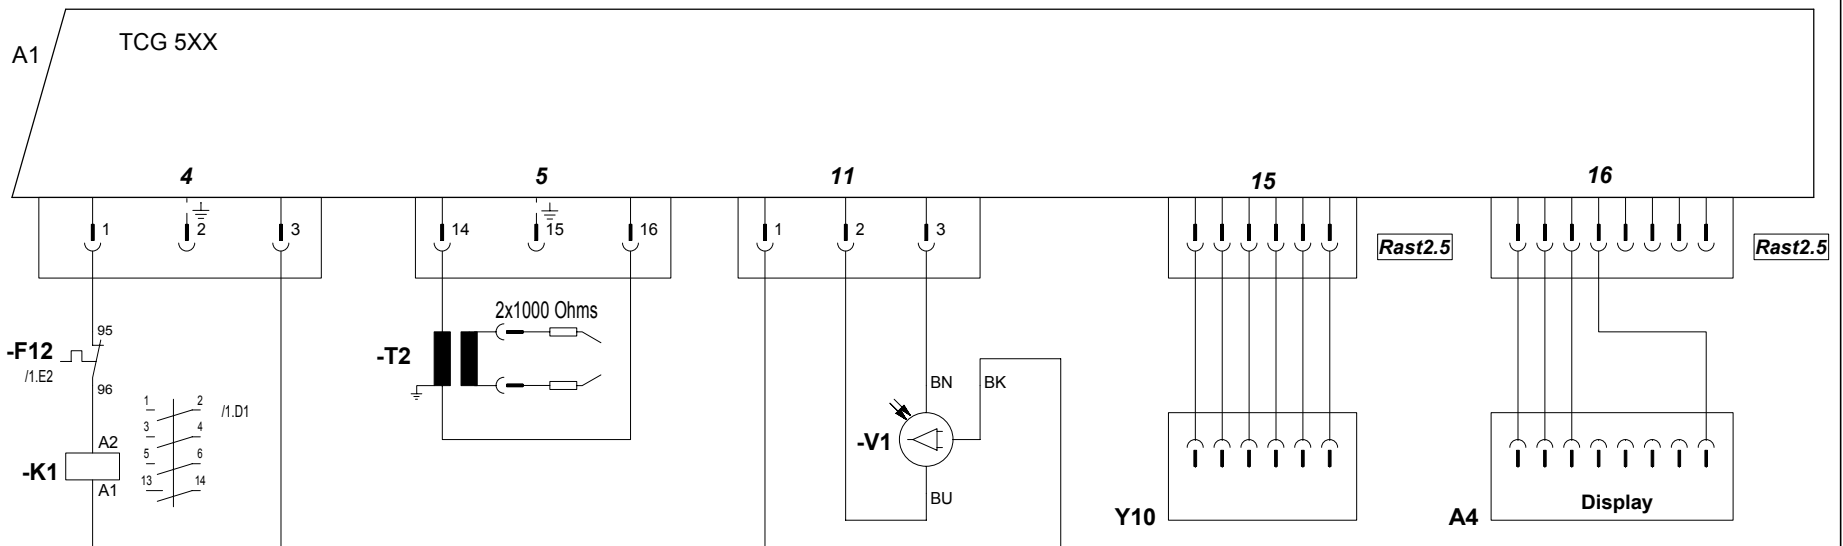 TCG 5XX
A1
4 5 11 15 16
1 2 3 14 15 16 1 2 3
Rast2.5 Rast2.5
2x1000 Ohms
95
-F12
/1.E2
96
-T2
BN BK
1 2 /1.D1
3 4
A2
5 6
-K1
13 14
A1
-V1
BU
Y10
A4
Display